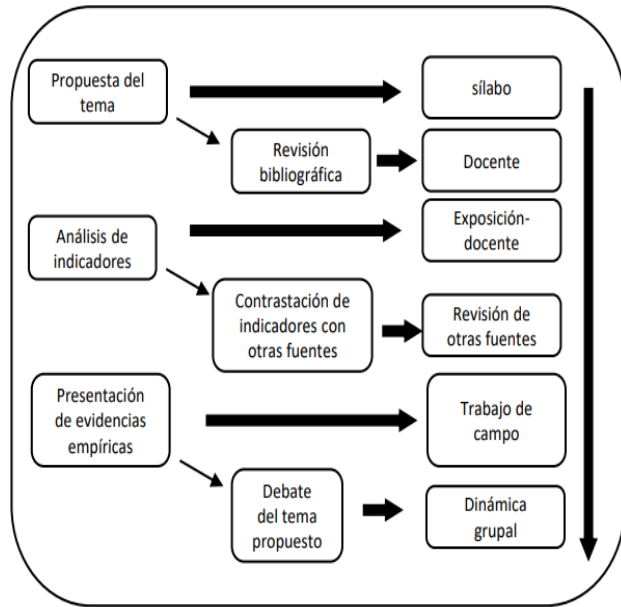 Propuesta del
tema
sílabo
Revisión
bibliográfica
Docente
Análisis de
indicadores
Exposición-
docente
Contrastación de
indicadores con
otras fuentes
Revisión de
otras fuentes
Presentación
de evidencias
empíricas
Trabajo de
campo
Debate
del tema
propuesto
Dinámica
grupal